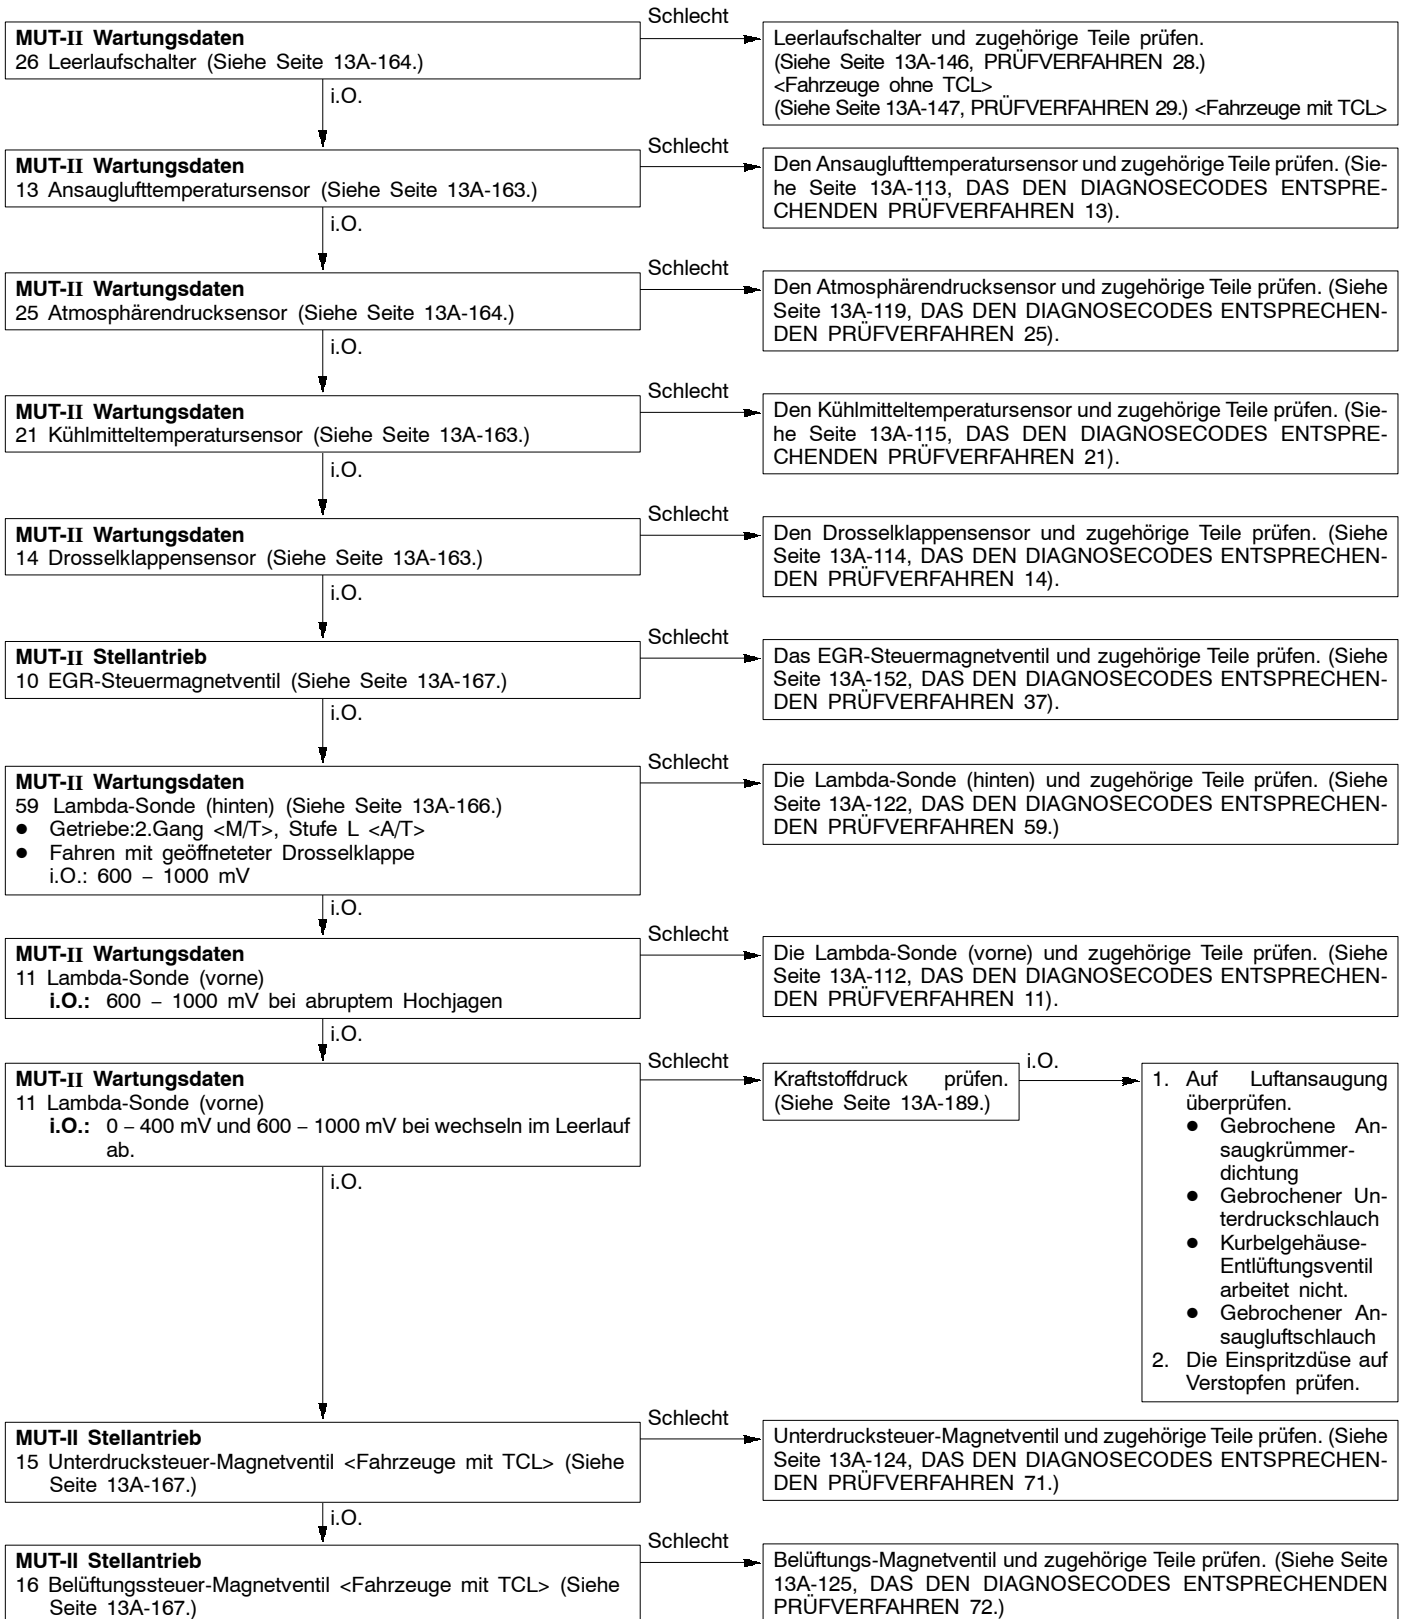 Schlecht
MUT-II Wartungsdaten
26 Leerlaufschalter (Siehe Seite 13A-164.)
Leerlaufschalter und zugehörige Teile prüfen.
(Siehe Seite 13A-146, PRÜFVERFAHREN 28.)
<Fahrzeuge ohne TCL>
(Siehe Seite 13A-147, PRÜFVERFAHREN 29.) <Fahrzeuge mit TCL>
i.O.
Schlecht
MUT-II Wartungsdaten
13 Ansauglufttemperatursensor (Siehe Seite 13A-163.)
Den Ansauglufttemperatursensor und zugehörige Teile prüfen. (Sie-
he Seite 13A-113, DAS DEN DIAGNOSECODES ENTSPRE-
CHENDEN PRÜFVERFAHREN 13).
i.O.
Schlecht
MUT-II Wartungsdaten
25 Atmosphärendrucksensor (Siehe Seite 13A-164.)
Den Atmosphärendrucksensor und zugehörige Teile prüfen. (Siehe
Seite 13A-119, DAS DEN DIAGNOSECODES ENTSPRECHEN-
DEN PRÜFVERFAHREN 25).
i.O.
Schlecht
MUT-II Wartungsdaten
21 Kühlmitteltemperatursensor (Siehe Seite 13A-163.)
Den Kühlmitteltemperatursensor und zugehörige Teile prüfen. (Sie-
he Seite 13A-115, DAS DEN DIAGNOSECODES ENTSPRE-
CHENDEN PRÜFVERFAHREN 21).
i.O.
Schlecht
MUT-II Wartungsdaten
14 Drosselklappensensor (Siehe Seite 13A-163.)
Den Drosselklappensensor und zugehörige Teile prüfen. (Siehe
Seite 13A-114, DAS DEN DIAGNOSECODES ENTSPRECHEN-
DEN PRÜFVERFAHREN 14).
i.O.
Schlecht
MUT-II Stellantrieb
10 EGR-Steuermagnetventil (Siehe Seite 13A-167.)
Das EGR-Steuermagnetventil und zugehörige Teile prüfen. (Siehe
Seite 13A-152, DAS DEN DIAGNOSECODES ENTSPRECHEN-
DEN PRÜFVERFAHREN 37).
i.O.
Schlecht
MUT-II Wartungsdaten
59 Lambda-Sonde (hinten) (Siehe Seite 13A-166.)
● Getriebe:2.Gang <M/T>, Stufe L <A/T>
● Fahren mit geöffneteter Drosselklappe
i.O.: 600 – 1000 mV
Die Lambda-Sonde (hinten) und zugehörige Teile prüfen. (Siehe
Seite 13A-122, DAS DEN DIAGNOSECODES ENTSPRECHEN-
DEN PRÜFVERFAHREN 59.)
i.O.
Schlecht
MUT-II Wartungsdaten
11 Lambda-Sonde (vorne)
i.O.: 600 – 1000 mV bei abruptem Hochjagen
Die Lambda-Sonde (vorne) und zugehörige Teile prüfen. (Siehe
Seite 13A-112, DAS DEN DIAGNOSECODES ENTSPRECHEN-
DEN PRÜFVERFAHREN 11).
i.O.
Schlecht
MUT-II Wartungsdaten
11 Lambda-Sonde (vorne)
i.O.: 0 – 400 mV und 600 – 1000 mV bei wechseln im Leerlauf
ab.
Kraftstoffdruck prüfen.
(Siehe Seite 13A-189.)
i.O.
1. Auf Luftansaugung
überprüfen.
● Gebrochene An-
saugkrümmer-
dichtung
● Gebrochener Un-
terdruckschlauch
● Kurbelgehäuse-
Entlüftungsventil
arbeitet nicht.
● Gebrochener An-
saugluftschlauch
2. Die Einspritzdüse auf
Verstopfen prüfen.
i.O.
Schlecht
MUT-II Stellantrieb
15 Unterdrucksteuer-Magnetventil <Fahrzeuge mit TCL> (Siehe
Seite 13A-167.)
Unterdrucksteuer-Magnetventil und zugehörige Teile prüfen. (Siehe
Seite 13A-124, DAS DEN DIAGNOSECODES ENTSPRECHEN-
DEN PRÜFVERFAHREN 71.)
i.O.
Schlecht
MUT-II Stellantrieb
16 Belüftungssteuer-Magnetventil <Fahrzeuge mit TCL> (Siehe
Seite 13A-167.)
Belüftungs-Magnetventil und zugehörige Teile prüfen. (Siehe Seite
13A-125, DAS DEN DIAGNOSECODES ENTSPRECHENDEN
PRÜFVERFAHREN 72.)